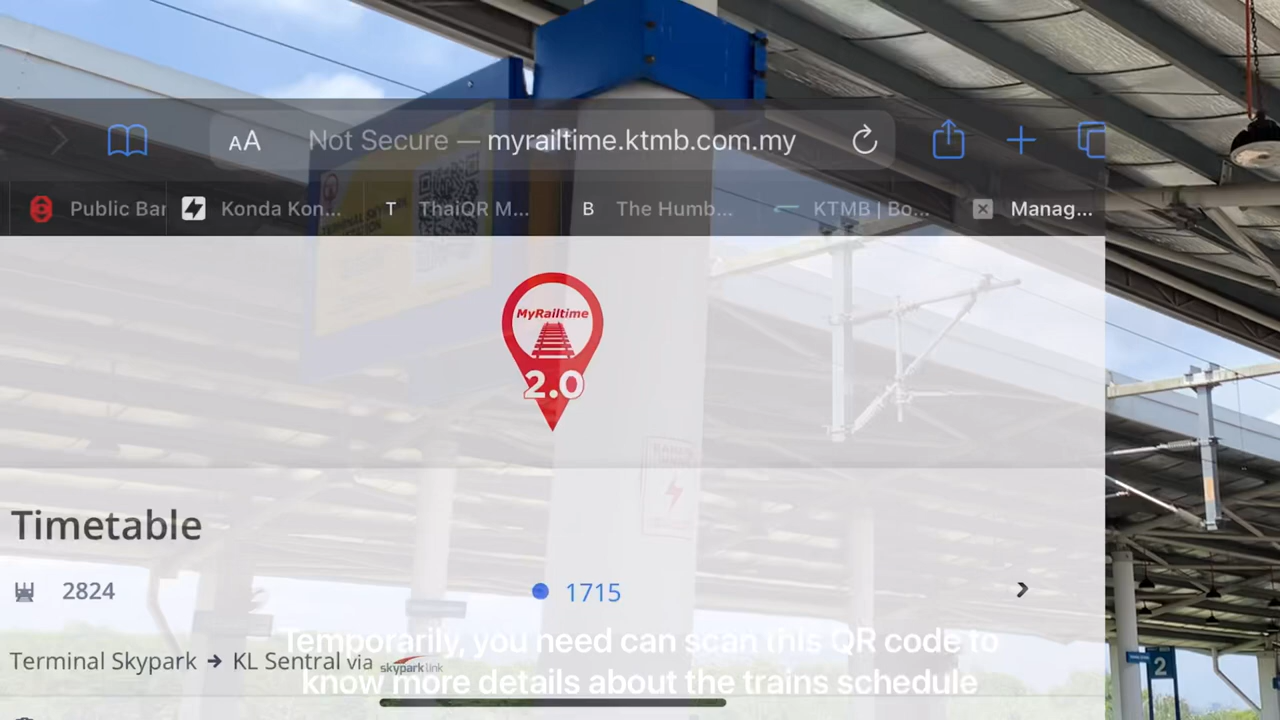 AA Not Secure — myrailtime.ktmb.com.my
Public Ban Konda Kon... T ThaiQR M... B The Humb... KTMB | Bo... Manag...
MyRailtime
2.0
Timetable
2824 1715
Terminal Skypark → KL Sentral via skypark link
Temporarily, you need can scan this QR code to
know more details about the trains schedule
2